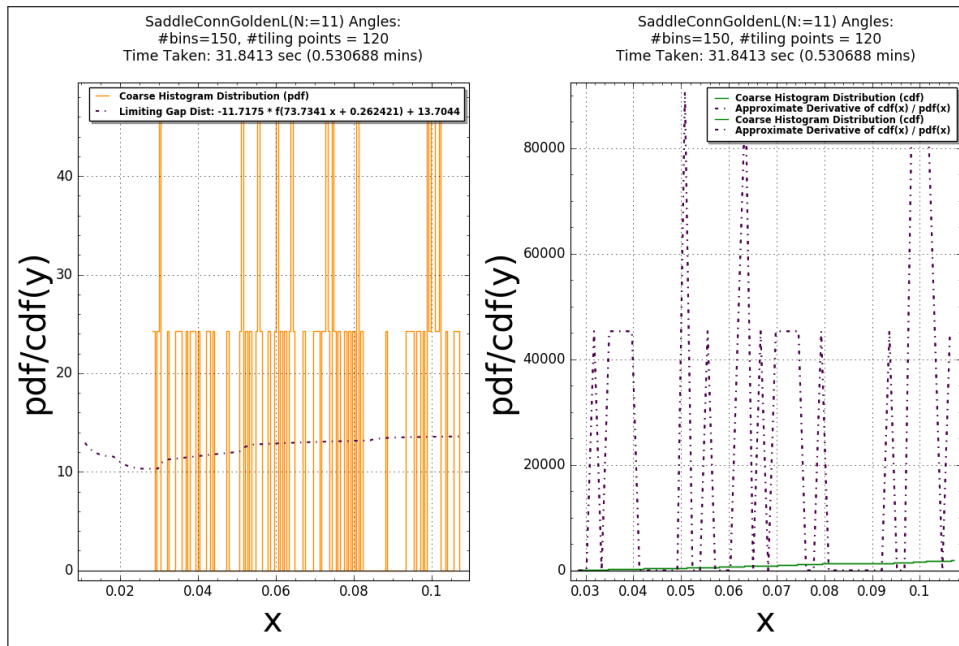 SaddleConnGoldenL(N:=11) Angles:
#bins=150, #tiling points = 120
Time Taken: 31.8413 sec (0.530688 mins)
Coarse Histogram Distribution (pdf)
Limiting Gap Dist: -11.7175 * f(73.7341 x + 0.262421) + 13.7044
pdf/cdf(y)
40
30
20
10
0
0.02
0.04
0.06
0.08
0.1
x
SaddleConnGoldenL(N:=11) Angles:
#bins=150, #tiling points = 120
Time Taken: 31.8413 sec (0.530688 mins)
Coarse Histogram Distribution (cdf)
Approximate Derivative of cdf(x) / pdf(x)
Coarse Histogram Distribution (cdf)
Approximate Derivative of cdf(x) / pdf(x)
pdf/cdf(y)
80000
60000
40000
20000
0
0.03
0.04
0.05
0.06
0.07
0.08
0.09
0.1
x